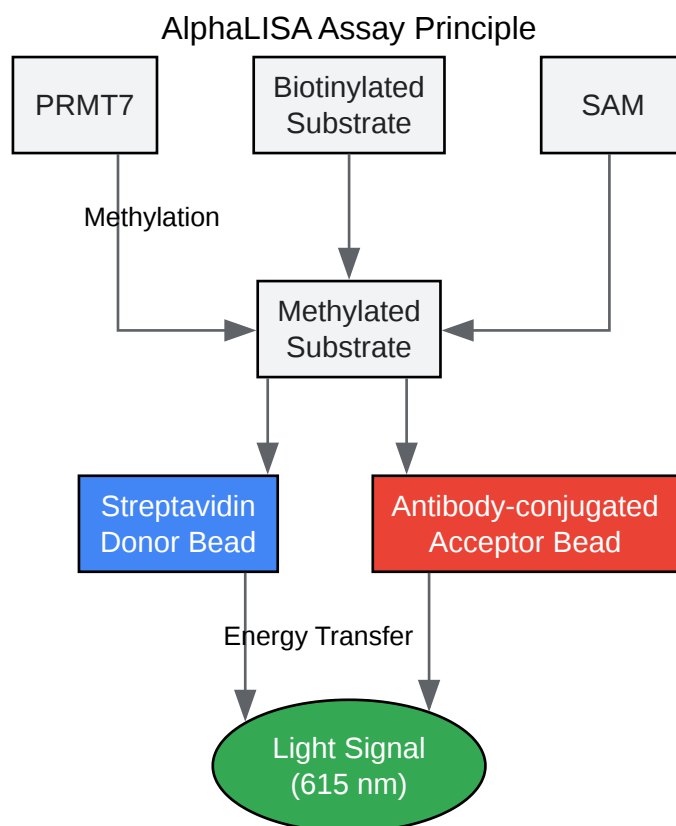 AlphaLISA Assay Principle
PRMT7
Biotinylated
Substrate
SAM
Methylation
Methylated
Substrate
Streptavidin
Donor Bead
Antibody-conjugated
Acceptor Bead
Energy Transfer
Light Signal
(615 nm)